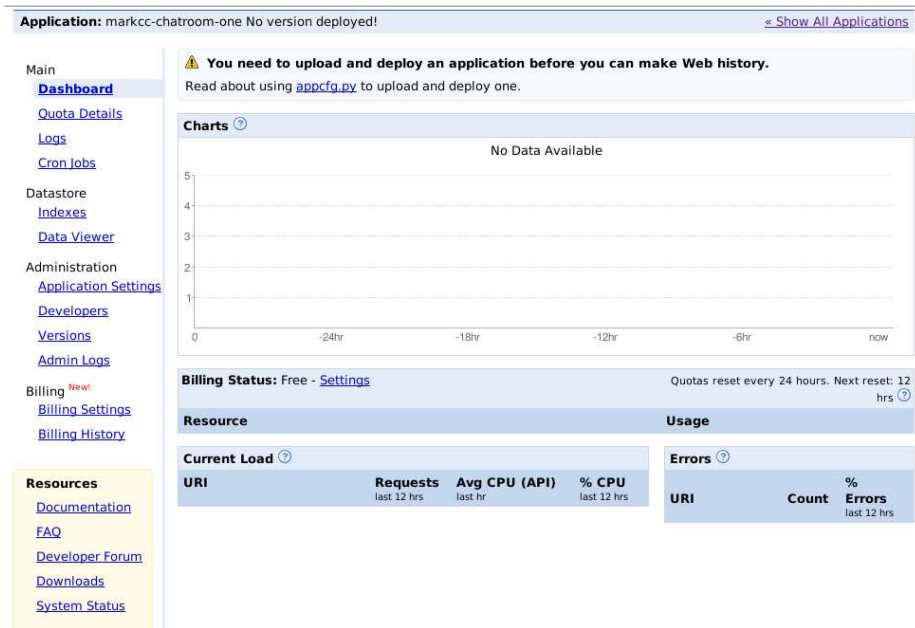 Application: markcc-chatroom-one No version deployed!
« Show All Applications
Main
Dashboard
Quota Details
Logs
Cron Jobs
Datastore
Indexes
Data Viewer
Administration
Application Settings
Developers
Versions
Admin Logs
Billing New!
Billing Settings
Billing History
Resources
Documentation
FAQ
Developer Forum
Downloads
System Status
You need to upload and deploy an application before you can make Web history.
Read about using appcfg.py to upload and deploy one.
Charts ?
No Data Available
5
4
3
2
1
0 -24hr -18hr -12hr -6hr now
Billing Status: Free - Settings
Quotas reset every 24 hours. Next reset: 12
hrs ?
Resource Usage
Current Load ?
URI Requests Avg CPU (API) % CPU
last 12 hrs last hr last 12 hrs
Errors ?
URI Count % Errors
last 12 hrs